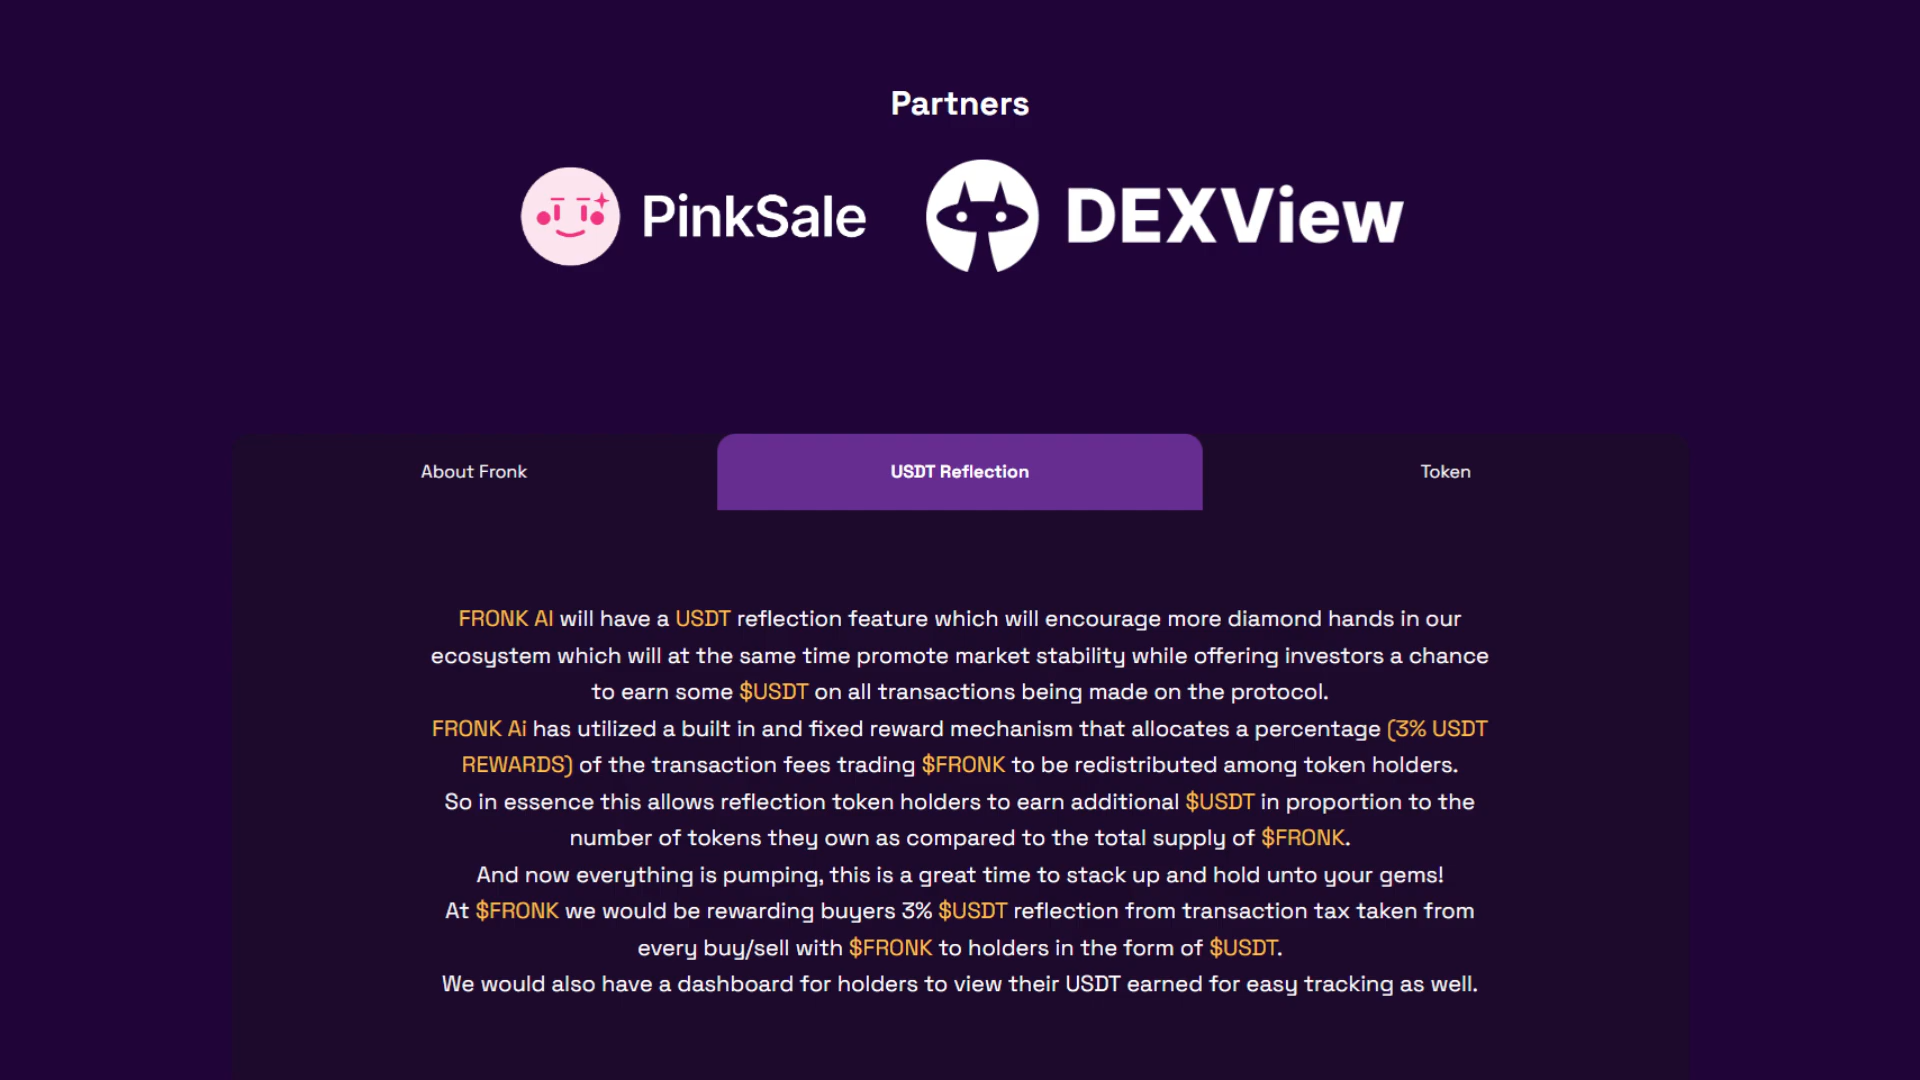 Partners
PinkSale
DEXView
About Fronk
USDT Reflection
Token
FRONK AI will have a USDT reflection feature which will encourage more diamond hands in our
ecosystem which will at the same time promote market stability while offering investors a chance
to earn some $USDT on all transactions being made on the protocol.
FRONK Ai has utilized a built in and fixed reward mechanism that allocates a percentage (3% USDT
REWARDS) of the transaction fees trading $FRONK to be redistributed among token holders.
So in essence this allows reflection token holders to earn additional $USDT in proportion to the
number of tokens they own as compared to the total supply of $FRONK.
And now everything is pumping, this is a great time to stack up and hold unto your gems!
At $FRONK we would be rewarding buyers 3% $USDT reflection from transaction tax taken from
every buy/sell with $FRONK to holders in the form of $USDT.
We would also have a dashboard for holders to view their USDT earned for easy tracking as well.